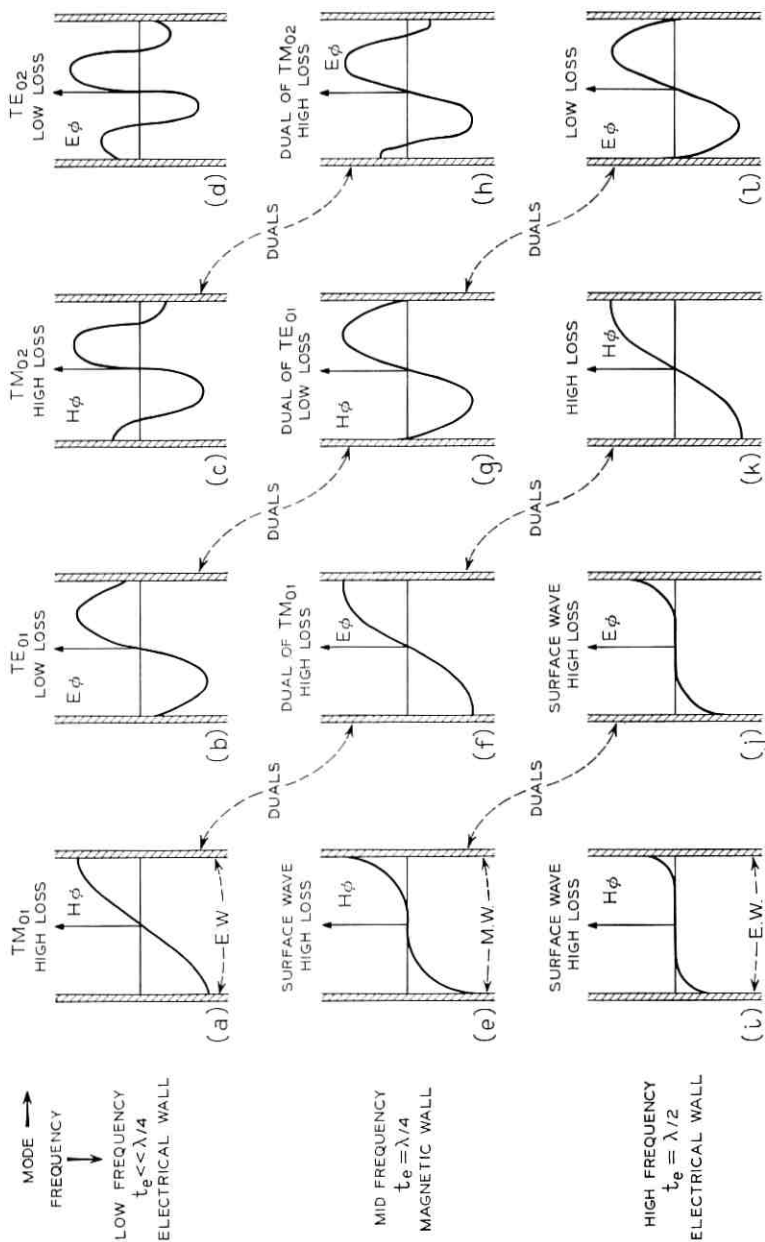 MODE →
FREQUENCY
↓
LOW FREQUENCY
te << λ/4
ELECTRICAL WALL
TM01
HIGH LOSS
Hϕ
E.W.
(a)
TE01
LOW LOSS
Eϕ
(b)
TM02
HIGH LOSS
Hϕ
(c)
TE02
LOW LOSS
Eϕ
(d)
DUALS
DUALS
DUALS
MID FREQUENCY
te = λ/4
MAGNETIC WALL
SURFACE WAVE
HIGH LOSS
Hϕ
M.W.
(e)
DUAL OF TM01
HIGH LOSS
Eϕ
(f)
DUAL OF TE01
LOW LOSS
Hϕ
(g)
DUAL OF TM02
HIGH LOSS
Eϕ
(h)
DUALS
DUALS
DUALS
HIGH FREQUENCY
te = λ/2
ELECTRICAL WALL
SURFACE WAVE
HIGH LOSS
Hϕ
E.W.
(i)
SURFACE WAVE
HIGH LOSS
Eϕ
(j)
HIGH LOSS
Hϕ
(k)
LOW LOSS
Eϕ
(l)